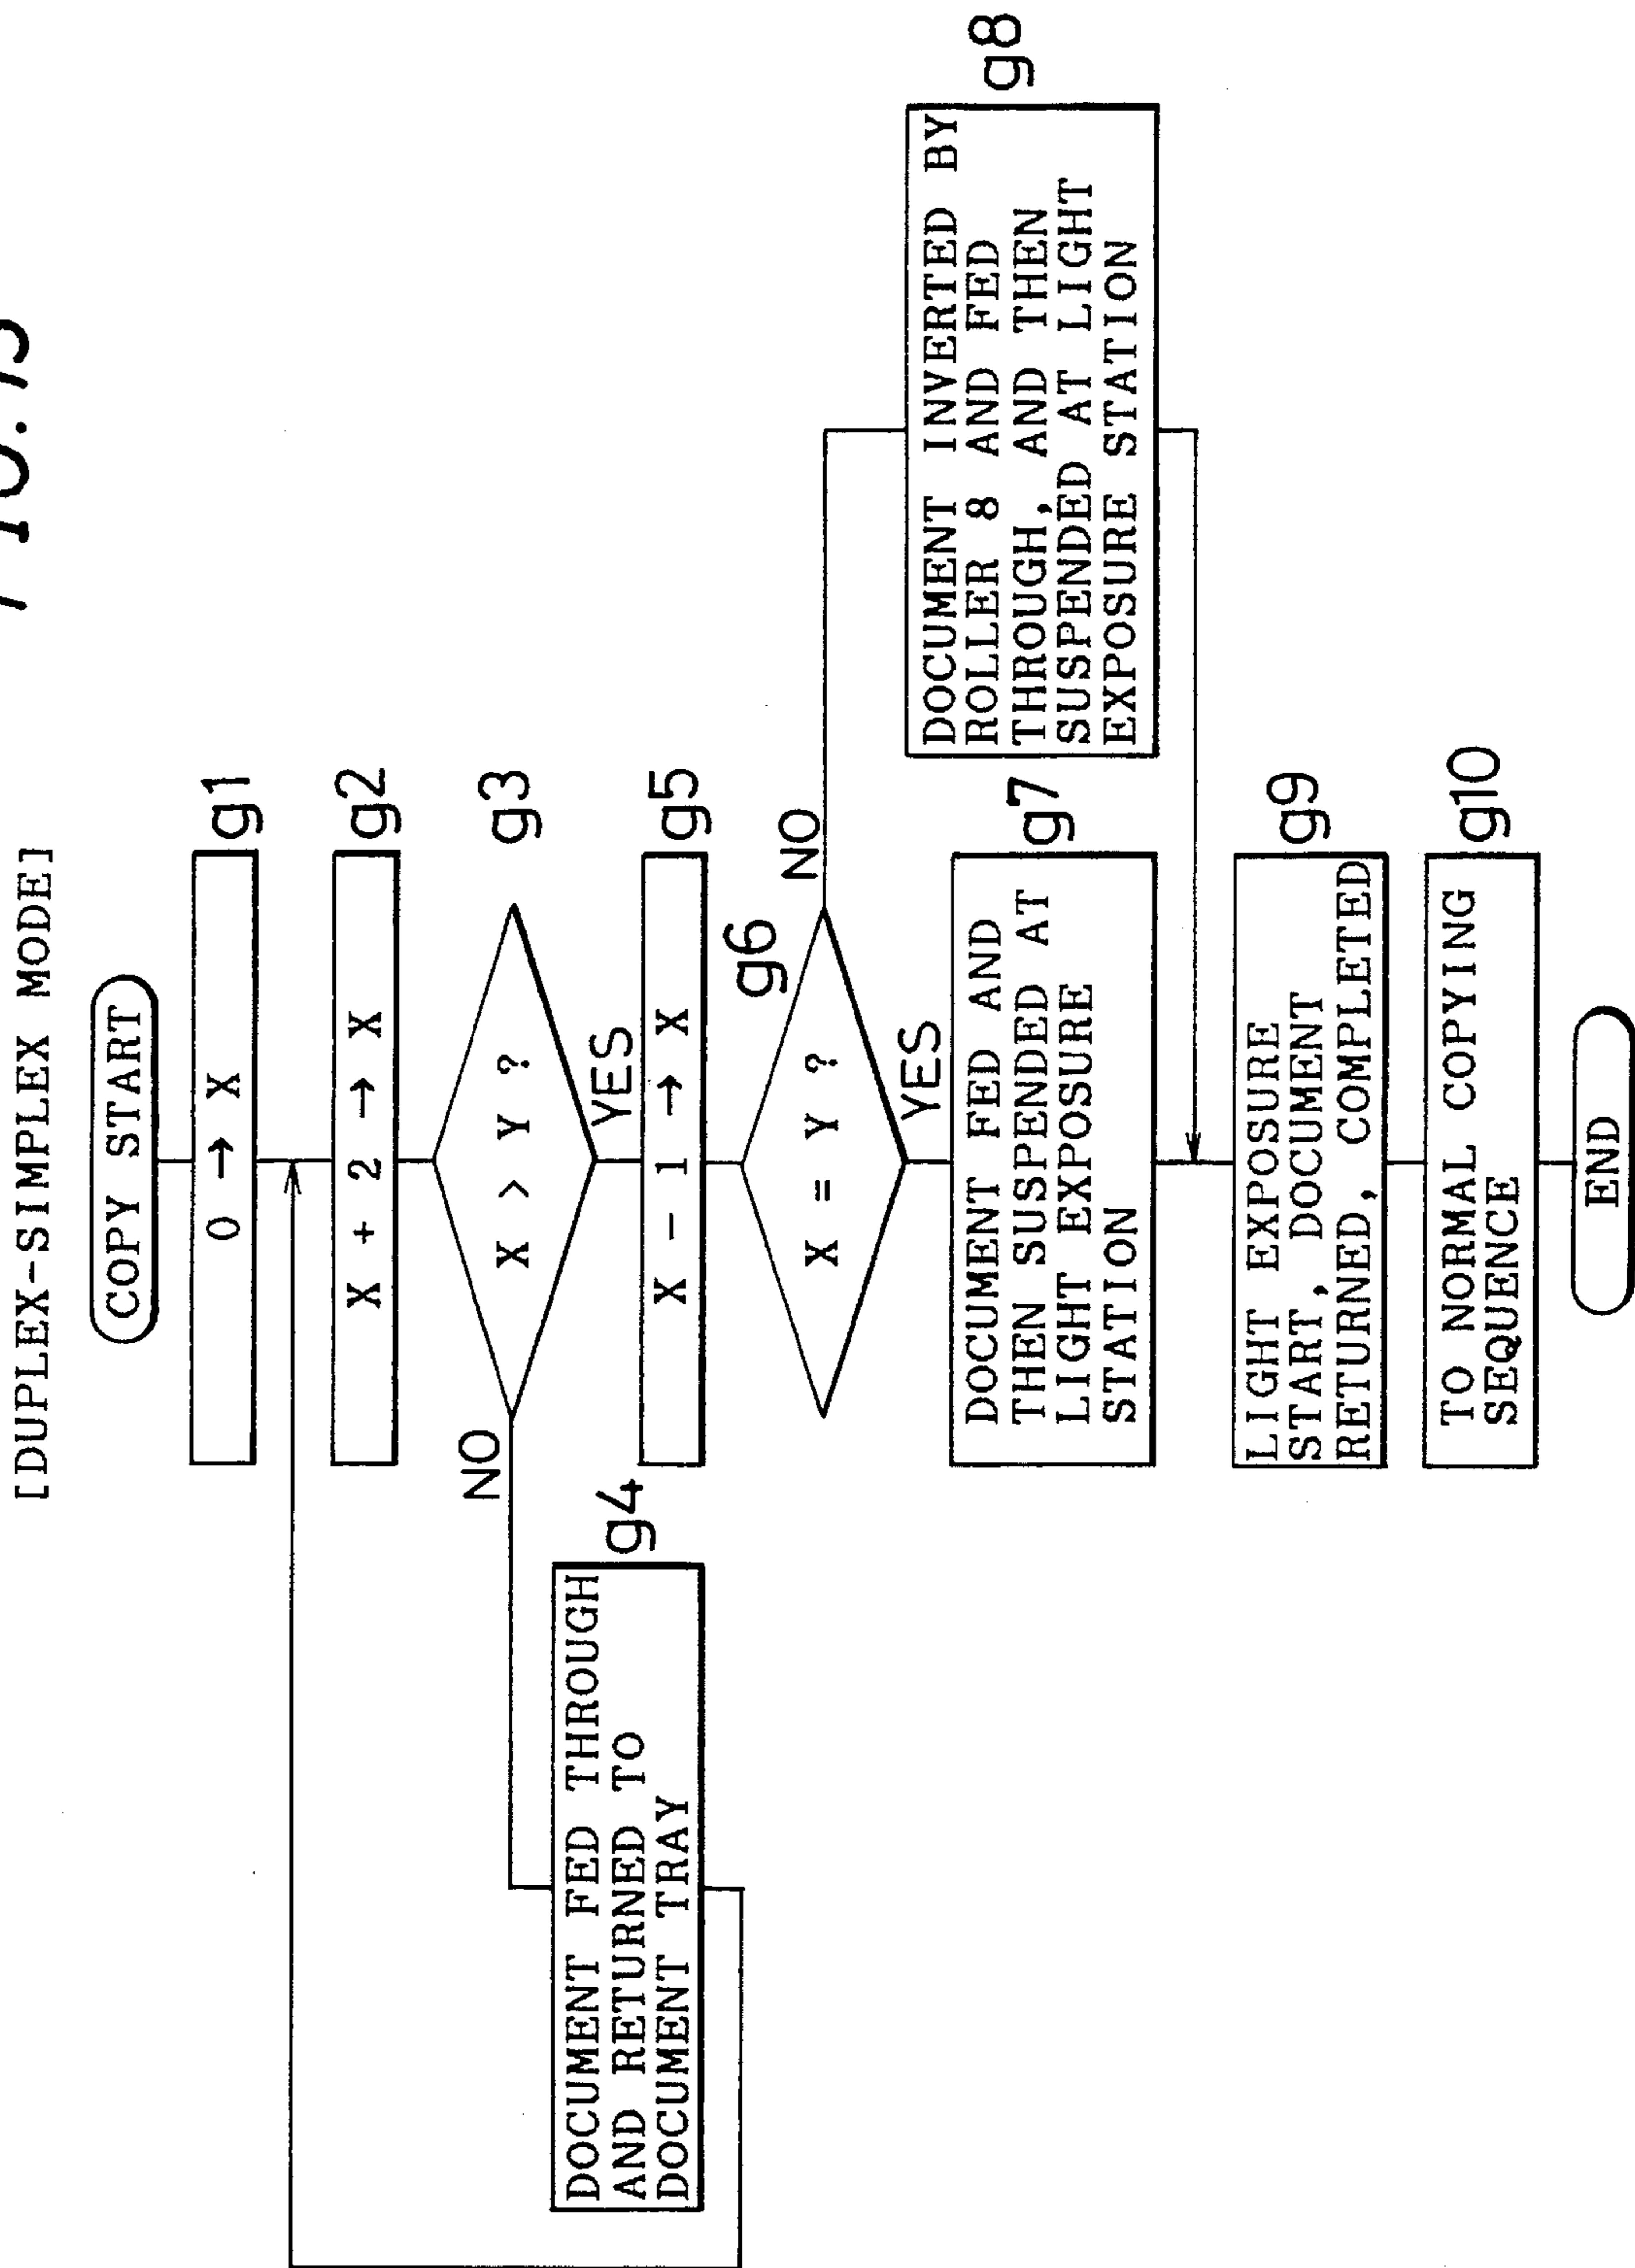 [DUPLEX-SIMPLEX MODE]
COPY START
0 → X
g1
X + 2 → X
g2
X > Y ?
g3
NO
YES
DOCUMENT FED THROUGH
AND RETURNED TO
DOCUMENT TRAY
g4
X - 1 → X
g5
X = Y ?
g6
NO
YES
DOCUMENT FED AND
THEN SUSPENDED AT
LIGHT EXPOSURE
STATION
g7
DOCUMENT INVERTED BY
ROLLER 8 AND FED
THROUGH, AND THEN
SUSPENDED AT LIGHT
EXPOSURE STATION
g8
LIGHT EXPOSURE
START, DOCUMENT
RETURNED, COMPLETED
g9
TO NORMAL COPYING
SEQUENCE
g10
END